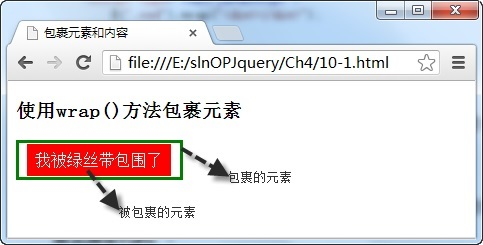 包裹元素和内容
file:///E:/slnOPJquery/Ch4/10-1.html
使用wrap()方法包裹元素
我被绿丝带包围了
包裹的元素
被包裹的元素